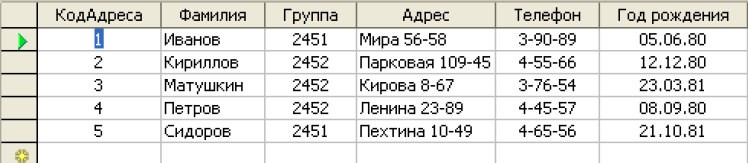 КодАдреса Фамилия Группа Адрес Телефон Год рождения
1 Иванов 2451 Мира 56-58 3-90-89 05.06.80
2 Кириллов 2452 Парковая 109-45 4-55-66 12.12.80
3 Матушкин 2452 Кирова 8-67 3-76-54 23.03.81
4 Петров 2452 Ленина 23-89 4-45-57 08.09.80
5 Сидоров 2451 Пехтина 10-49 4-65-56 21.10.81